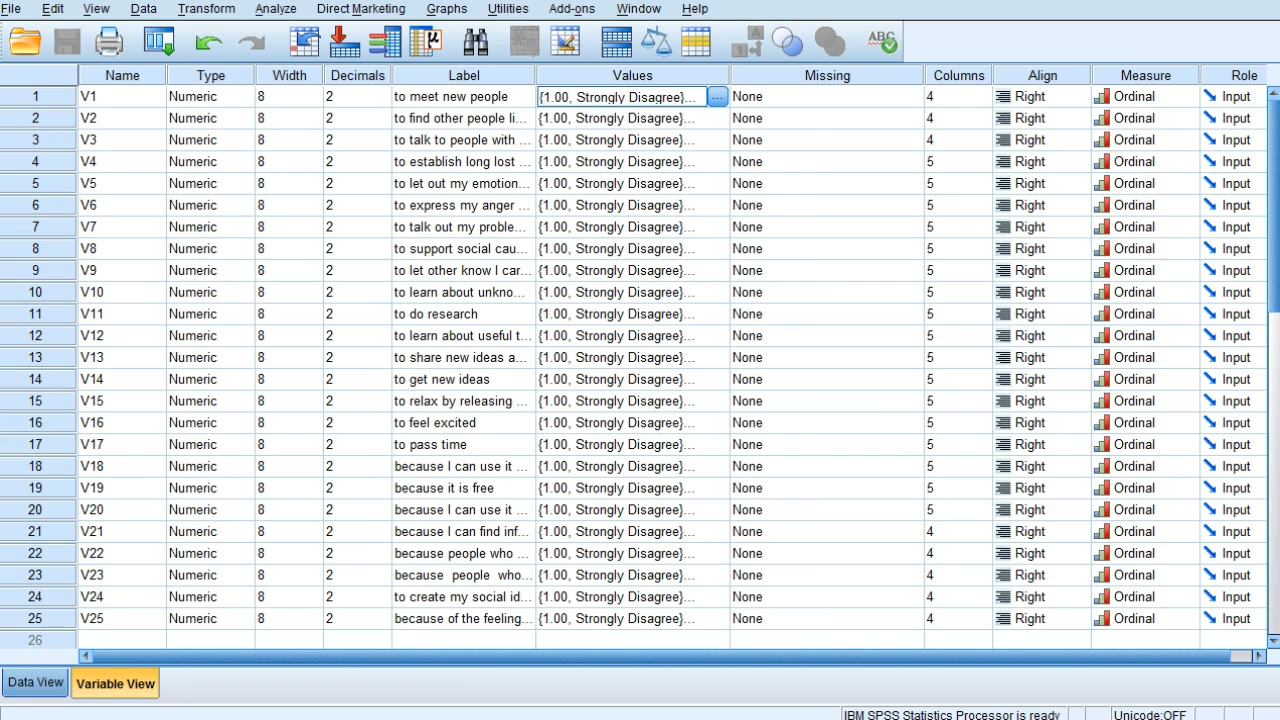 File Edit View Data Transform Analyze Direct Marketing Graphs Utilities Add-ons Window Help
Name Type Width Decimals Label Values Missing Columns Align Measure Role
1 V1 Numeric 8 2 to meet new people {1.00, Strongly Disagree}... ... None 4 Right Ordinal Input
2 V2 Numeric 8 2 to find other people li... {1.00, Strongly Disagree}... None 4 Right Ordinal Input
3 V3 Numeric 8 2 to talk to people with ... {1.00, Strongly Disagree}... None 4 Right Ordinal Input
4 V4 Numeric 8 2 to establish long lost ... {1.00, Strongly Disagree}... None 5 Right Ordinal Input
5 V5 Numeric 8 2 to let out my emotion... {1.00, Strongly Disagree}... None 5 Right Ordinal Input
6 V6 Numeric 8 2 to express my anger ... {1.00, Strongly Disagree}... None 5 Right Ordinal Input
7 V7 Numeric 8 2 to talk out my proble... {1.00, Strongly Disagree}... None 5 Right Ordinal Input
8 V8 Numeric 8 2 to support social cau... {1.00, Strongly Disagree}... None 5 Right Ordinal Input
9 V9 Numeric 8 2 to let other know I car... {1.00, Strongly Disagree}... None 5 Right Ordinal Input
10 V10 Numeric 8 2 to learn about unkno... {1.00, Strongly Disagree}... None 5 Right Ordinal Input
11 V11 Numeric 8 2 to do research {1.00, Strongly Disagree}... None 5 Right Ordinal Input
12 V12 Numeric 8 2 to learn about useful t... {1.00, Strongly Disagree}... None 5 Right Ordinal Input
13 V13 Numeric 8 2 to share new ideas a... {1.00, Strongly Disagree}... None 5 Right Ordinal Input
14 V14 Numeric 8 2 to get new ideas {1.00, Strongly Disagree}... None 5 Right Ordinal Input
15 V15 Numeric 8 2 to relax by releasing ... {1.00, Strongly Disagree}... None 5 Right Ordinal Input
16 V16 Numeric 8 2 to feel excited {1.00, Strongly Disagree}... None 5 Right Ordinal Input
17 V17 Numeric 8 2 to pass time {1.00, Strongly Disagree}... None 5 Right Ordinal Input
18 V18 Numeric 8 2 because I can use it ... {1.00, Strongly Disagree}... None 5 Right Ordinal Input
19 V19 Numeric 8 2 because it is free {1.00, Strongly Disagree}... None 5 Right Ordinal Input
20 V20 Numeric 8 2 because I can use it ... {1.00, Strongly Disagree}... None 5 Right Ordinal Input
21 V21 Numeric 8 2 because I can find inf... {1.00, Strongly Disagree}... None 4 Right Ordinal Input
22 V22 Numeric 8 2 because people who ... {1.00, Strongly Disagree}... None 4 Right Ordinal Input
23 V23 Numeric 8 2 because people who... {1.00, Strongly Disagree}... None 4 Right Ordinal Input
24 V24 Numeric 8 2 to create my social id... {1.00, Strongly Disagree}... None 4 Right Ordinal Input
25 V25 Numeric 8 2 because of the feeling... {1.00, Strongly Disagree}... None 4 Right Ordinal Input
26
Data View Variable View
IBM SPSS Statistics Processor is ready Unicode:OFF